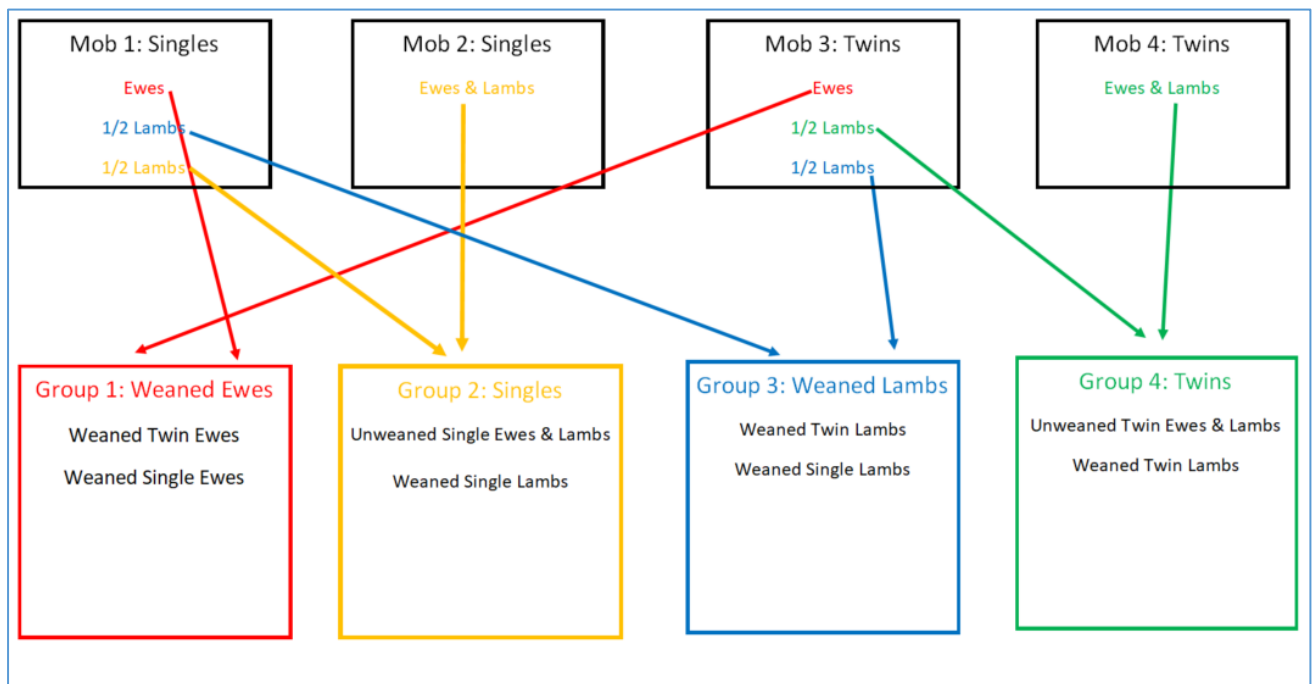 Mob 1: Singles
Ewes
1/2 Lambs
1/2 Lambs
Mob 2: Singles
Ewes & Lambs
Mob 3: Twins
Ewes
1/2 Lambs
1/2 Lambs
Mob 4: Twins
Ewes & Lambs
Group 1: Weaned Ewes
Weaned Twin Ewes
Weaned Single Ewes
Group 2: Singles
Unweaned Single Ewes & Lambs
Weaned Single Lambs
Group 3: Weaned Lambs
Weaned Twin Lambs
Weaned Single Lambs
Group 4: Twins
Unweaned Twin Ewes & Lambs
Weaned Twin Lambs